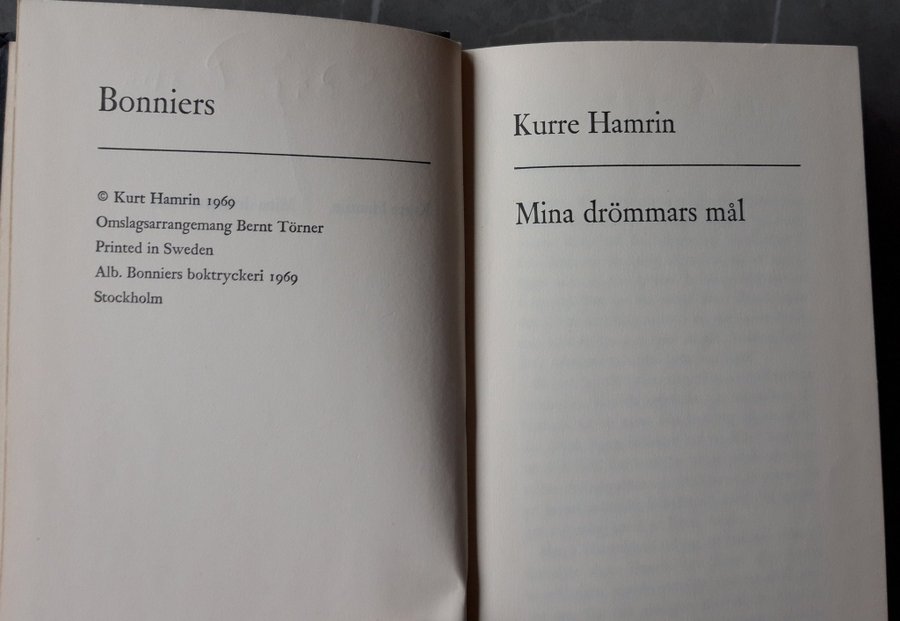 Bonniers
© Kurt Hamrin 1969
Omslagsarrangemang Bernt Törner
Printed in Sweden
Alb. Bonniers boktryckeri 1969
Stockholm
Kurre Hamrin
Mina drömmars mål